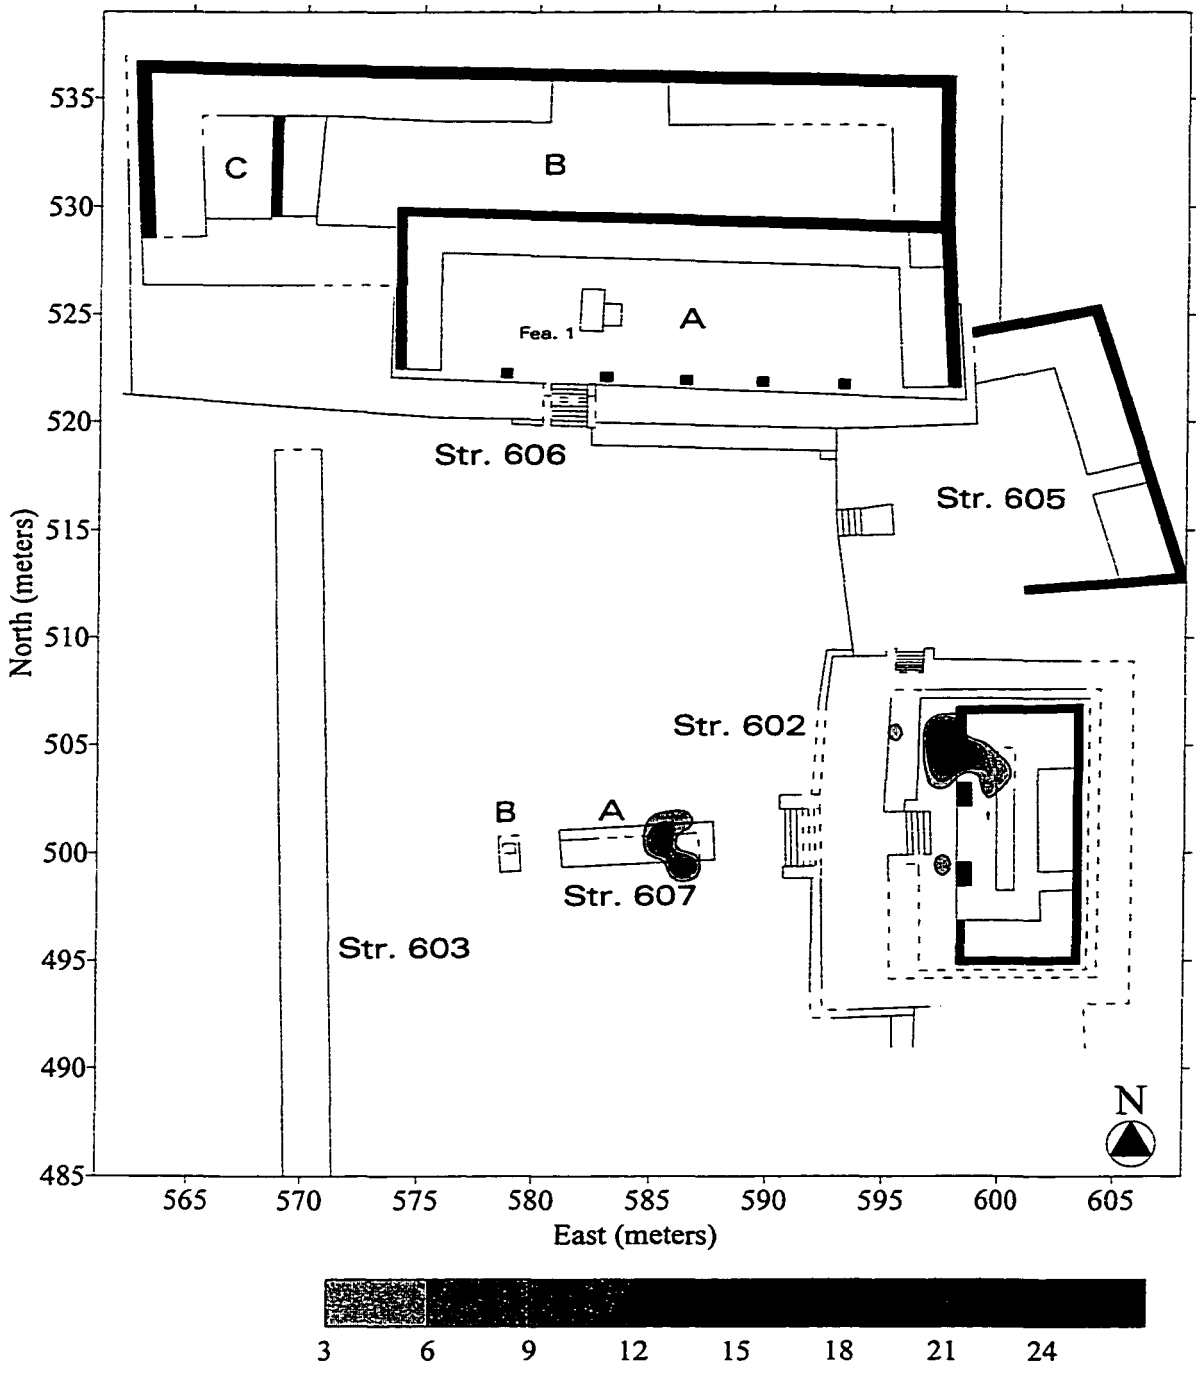 535
C
B
530
525
A
Fea. 1
520
Str. 606
Str. 605
515
North (meters)
510
Str. 602
505
B
A
500
Str. 607
Str. 603
495
490
N
485
565 570 575 580 585 590 595 600 605
East (meters)
3 6 9 12 15 18 21 24